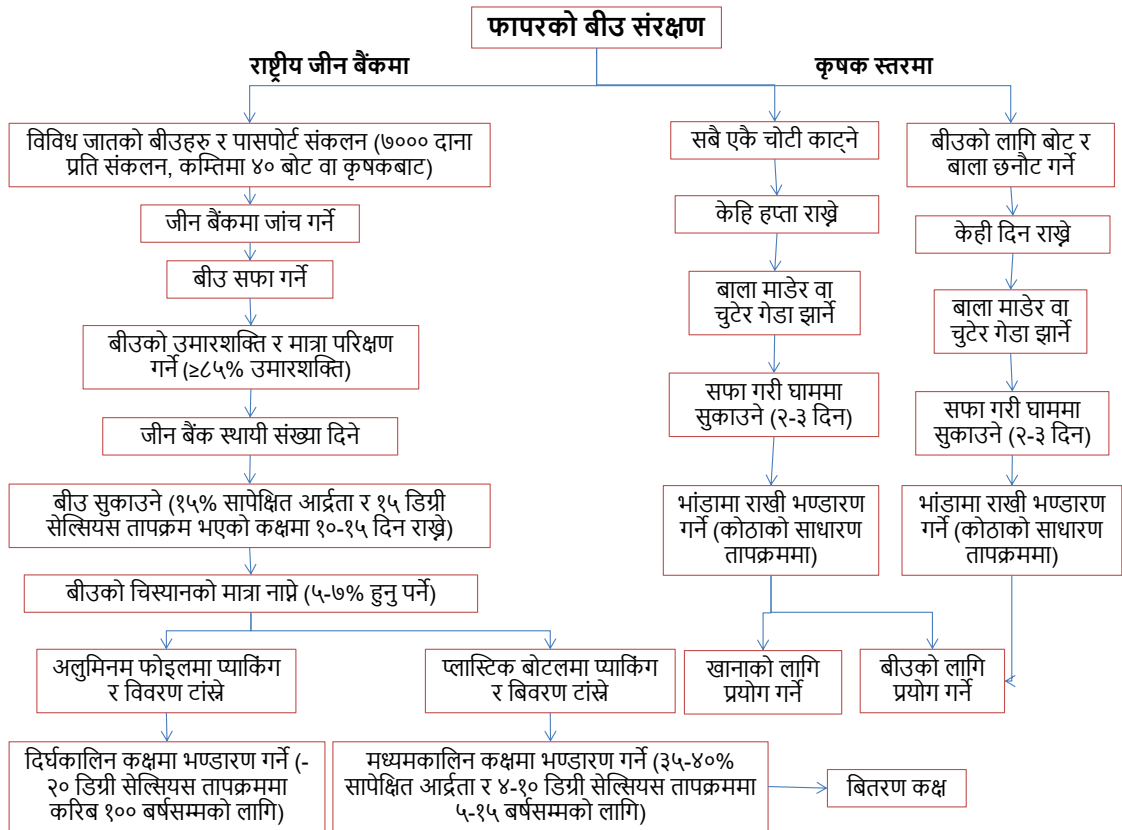 फापरको बीउ संरक्षण
राष्ट्रीय जीन बैंकमा
कृषक स्तरमा
विविध जातको बीउहरु र पासपोर्ट संकलन (७००० दाना
प्रति संकलन, कम्तिमा ४० बोट वा कृषकबाट)
जीन बैंकमा जांच गर्ने
बीउ सफा गर्ने
बीउको उमारशक्ति र मात्रा परिक्षण
गर्ने (≥८५% उमारशक्ति)
जीन बैंक स्थायी संख्या दिने
बीउ सुकाउने (१५% सापेक्षित आर्द्रता र १५ डिग्री
सेल्सियस तापक्रम भएको कक्षमा १०-१५ दिन राख्ने)
बीउको चिस्यानको मात्रा नाप्ने (५-७% हुनु पर्ने)
अलुमिनम फोइलमा प्याकिंग
र विवरण टांस्ने
प्लास्टिक बोटलमा प्याकिंग
र बिवरण टांस्ने
दिर्घकालिन कक्षमा भण्डारण गर्ने (-
२० डिग्री सेल्सियस तापक्रममा
करिब १०० बर्षसम्मको लागि)
मध्यमकालिन कक्षमा भण्डारण गर्ने (३५-४०%
सापेक्षित आर्द्रता र ४-१० डिग्री सेल्सियस तापक्रममा
५-१५ बर्षसम्मको लागि)
बितरण कक्ष
सबै एकै चोटी काट्ने
केहि हप्ता राख्ने
बाला माडेर वा
चुटेर गेडा झार्ने
सफा गरी घाममा
सुकाउने (२-३ दिन)
भांडामा राखी भण्डारण
गर्ने (कोठाको साधारण
तापक्रममा)
खानाको लागि
प्रयोग गर्ने
बीउको लागि
प्रयोग गर्ने
बीउको लागि बोट र
बाला छनौट गर्ने
केही दिन राख्ने
बाला माडेर वा
चुटेर गेडा झार्ने
सफा गरी घाममा
सुकाउने (२-३ दिन)
भांडामा राखी भण्डारण
गर्ने (कोठाको साधारण
तापक्रममा)